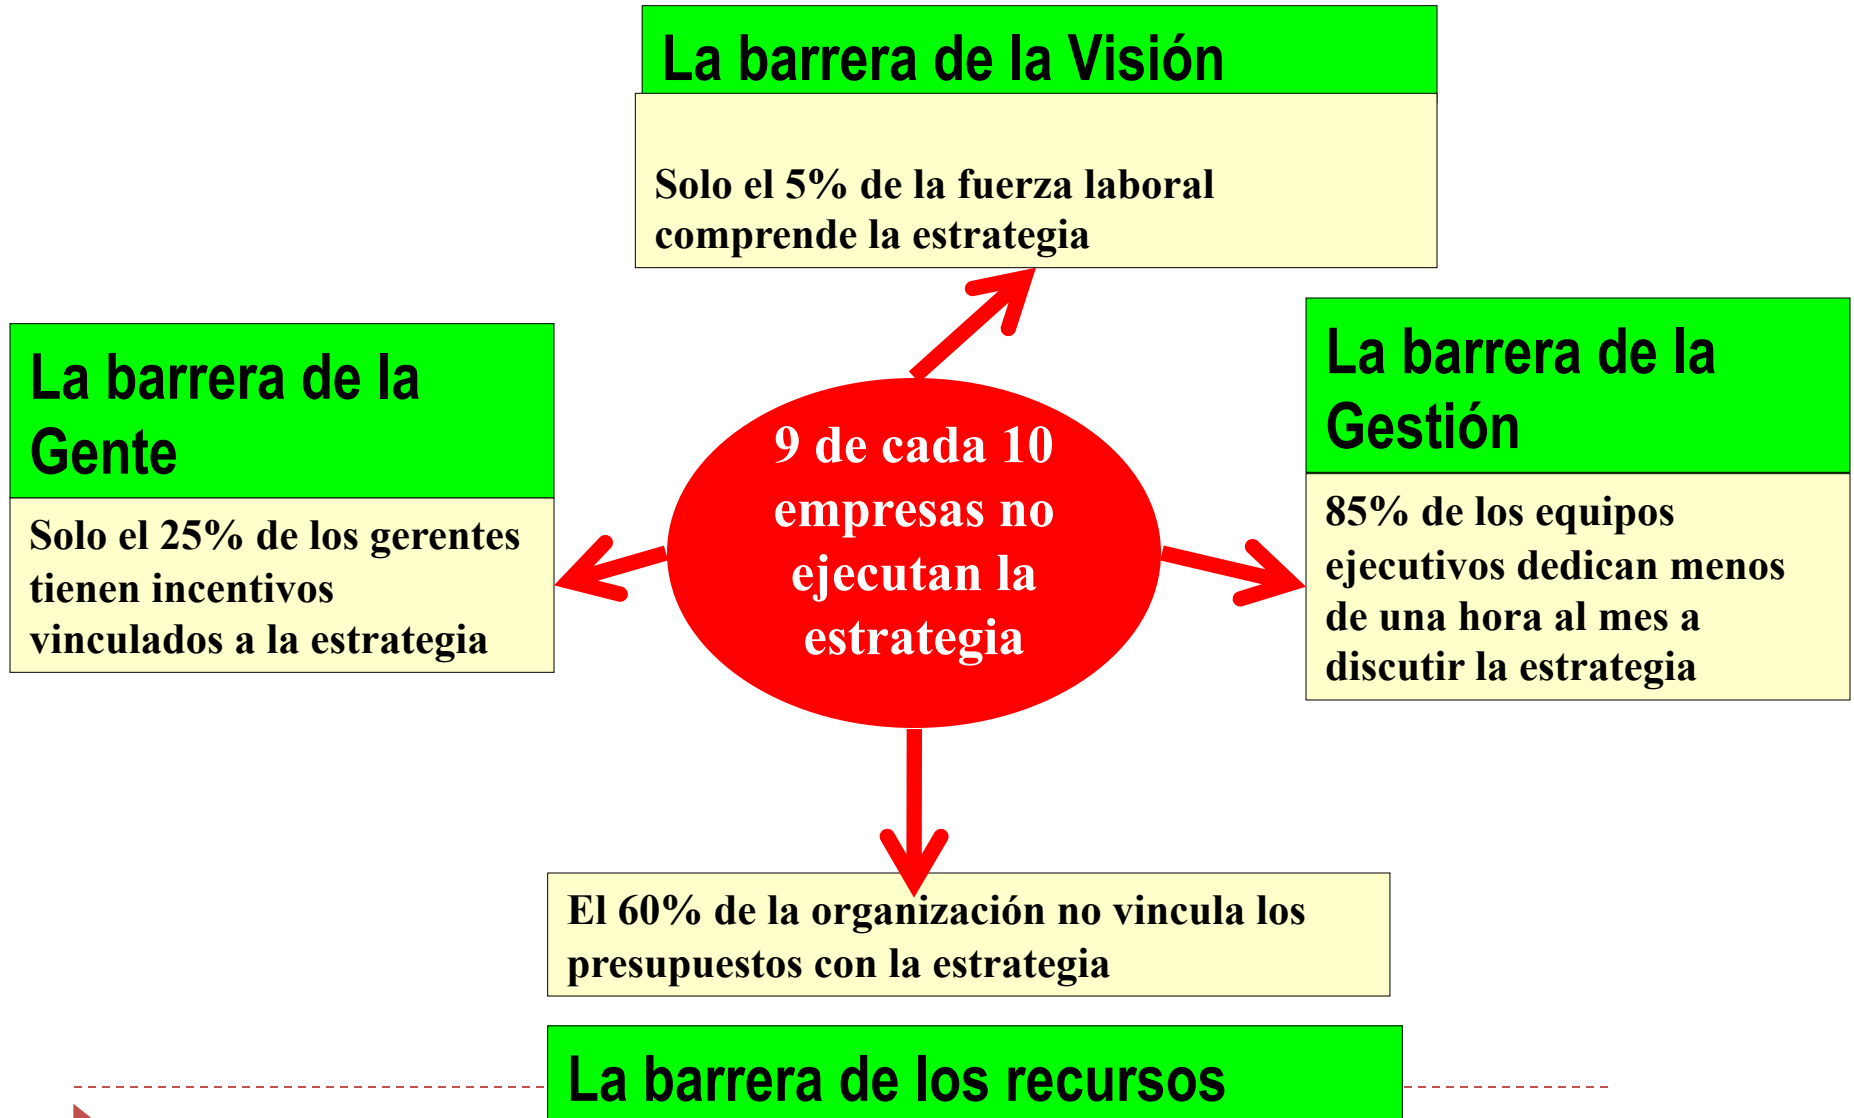 La barrera de la Visión
Solo el 5% de la fuerza laboral
comprende la estrategia
La barrera de la
Gente
Solo el 25% de los gerentes
tienen incentivos
vinculados a la estrategia
9 de cada 10
empresas no
ejecutan la
estrategia
La barrera de la
Gestión
85% de los equipos
ejecutivos dedican menos
de una hora al mes a
discutir la estrategia
El 60% de la organización no vincula los
presupuestos con la estrategia
La barrera de los recursos